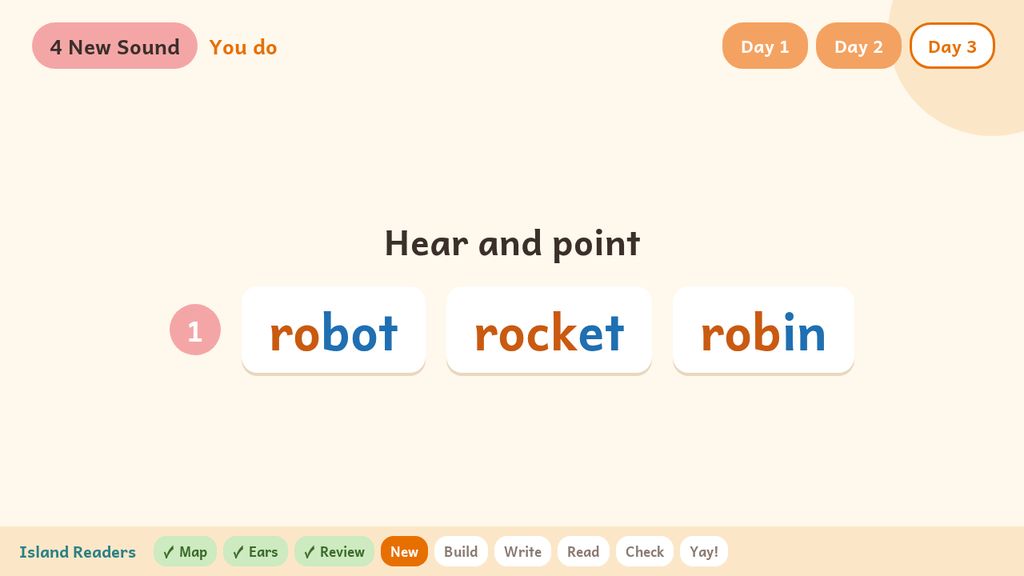 4 New Sound You do Day 1 Day 2 Day 3
Hear and point
1 robot rocket robin
Island Readers ✓ Map ✓ Ears ✓ Review New Build Write Read Check Yay!